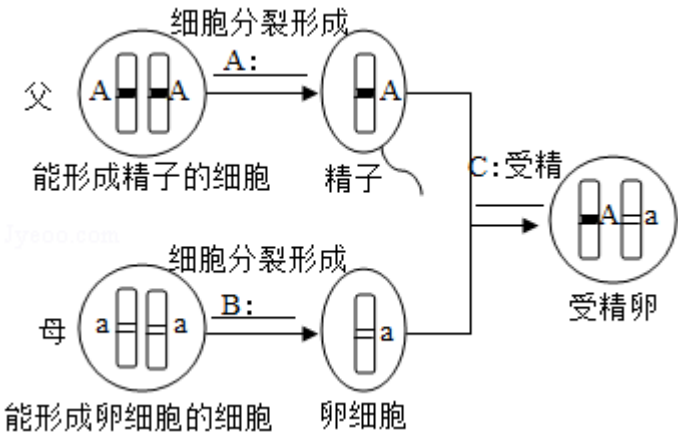 细胞分裂形成
A:
父
A A
A
能形成精子的细胞
精子
C:受精
A a
受精卵
Jyeoo.com
细胞分裂形成
B:
母
a a
a
能形成卵细胞的细胞
卵细胞